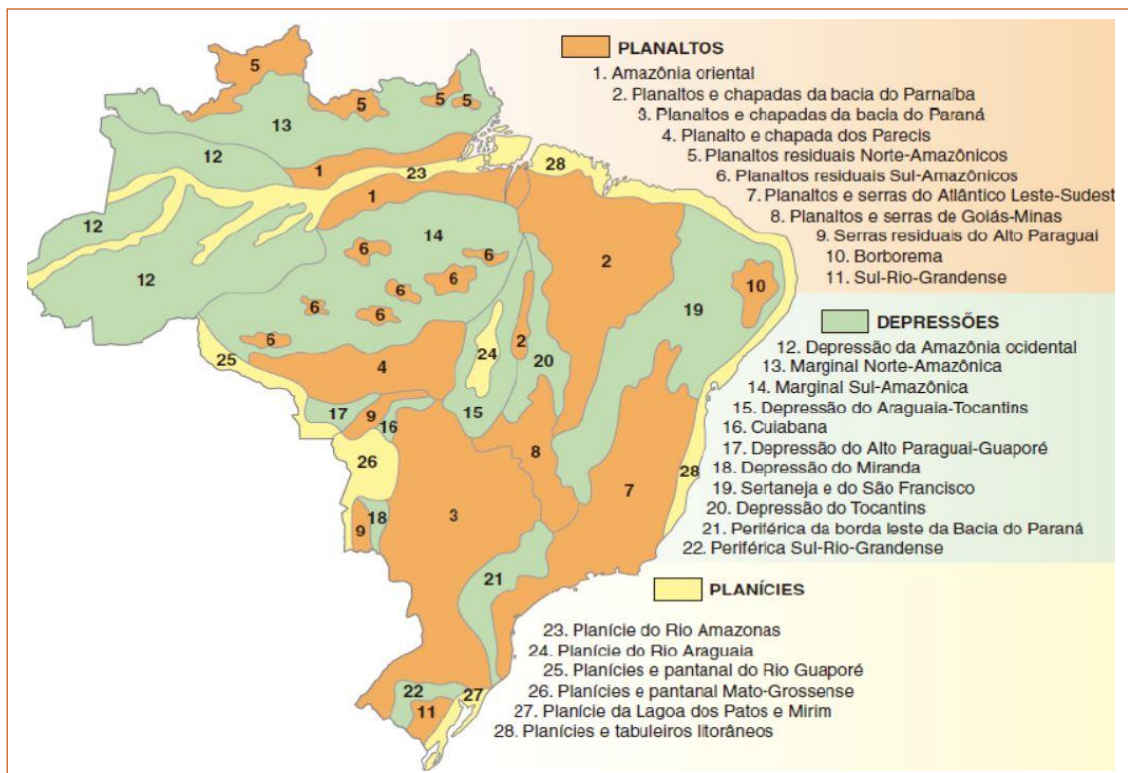 PLANALTOS
1. Amazônia oriental
2. Planaltos e chapadas da bacia do Parnaíba
3. Planaltos e chapadas da bacia do Paraná
4. Planalto e chapada dos Parecis
5. Planaltos residuais Norte-Amazônicos
6. Planaltos residuais Sul-Amazônicos
7. Planaltos e serras do Atlântico Leste-Sudest
8. Planaltos e serras de Goiás-Minas
9. Serras residuais do Alto Paraguai
10. Borborema
11. Sul-Rio-Grandense
DEPRESSÕES
12. Depressão da Amazônia ocidental
13. Marginal Norte-Amazônica
14. Marginal Sul-Amazônica
15. Depressão do Araguaia-Tocantins
16. Cuiabana
17. Depressão do Alto Paraguai-Guaporé
18. Depressão do Miranda
19. Sertaneja e do São Francisco
20. Depressão do Tocantins
21. Periférica da borda leste da Bacia do Paraná
22. Periférica Sul-Rio-Grandense
PLANÍCIES
23. Planície do Rio Amazonas
24. Planície do Rio Araguaia
25. Planícies e pantanal do Rio Guaporé
26. Planícies e pantanal Mato-Grossense
27. Planície da Lagoa dos Patos e Mirim
28. Planícies e tabuleiros litorâneos
5
5
5
5
13
12
1
23
28
1
12
14
6
6
2
12
6
10
6
6
19
6
6
25
24
2
20
4
17
9
15
16
8
26
28
7
3
18
9
21
22
27
11